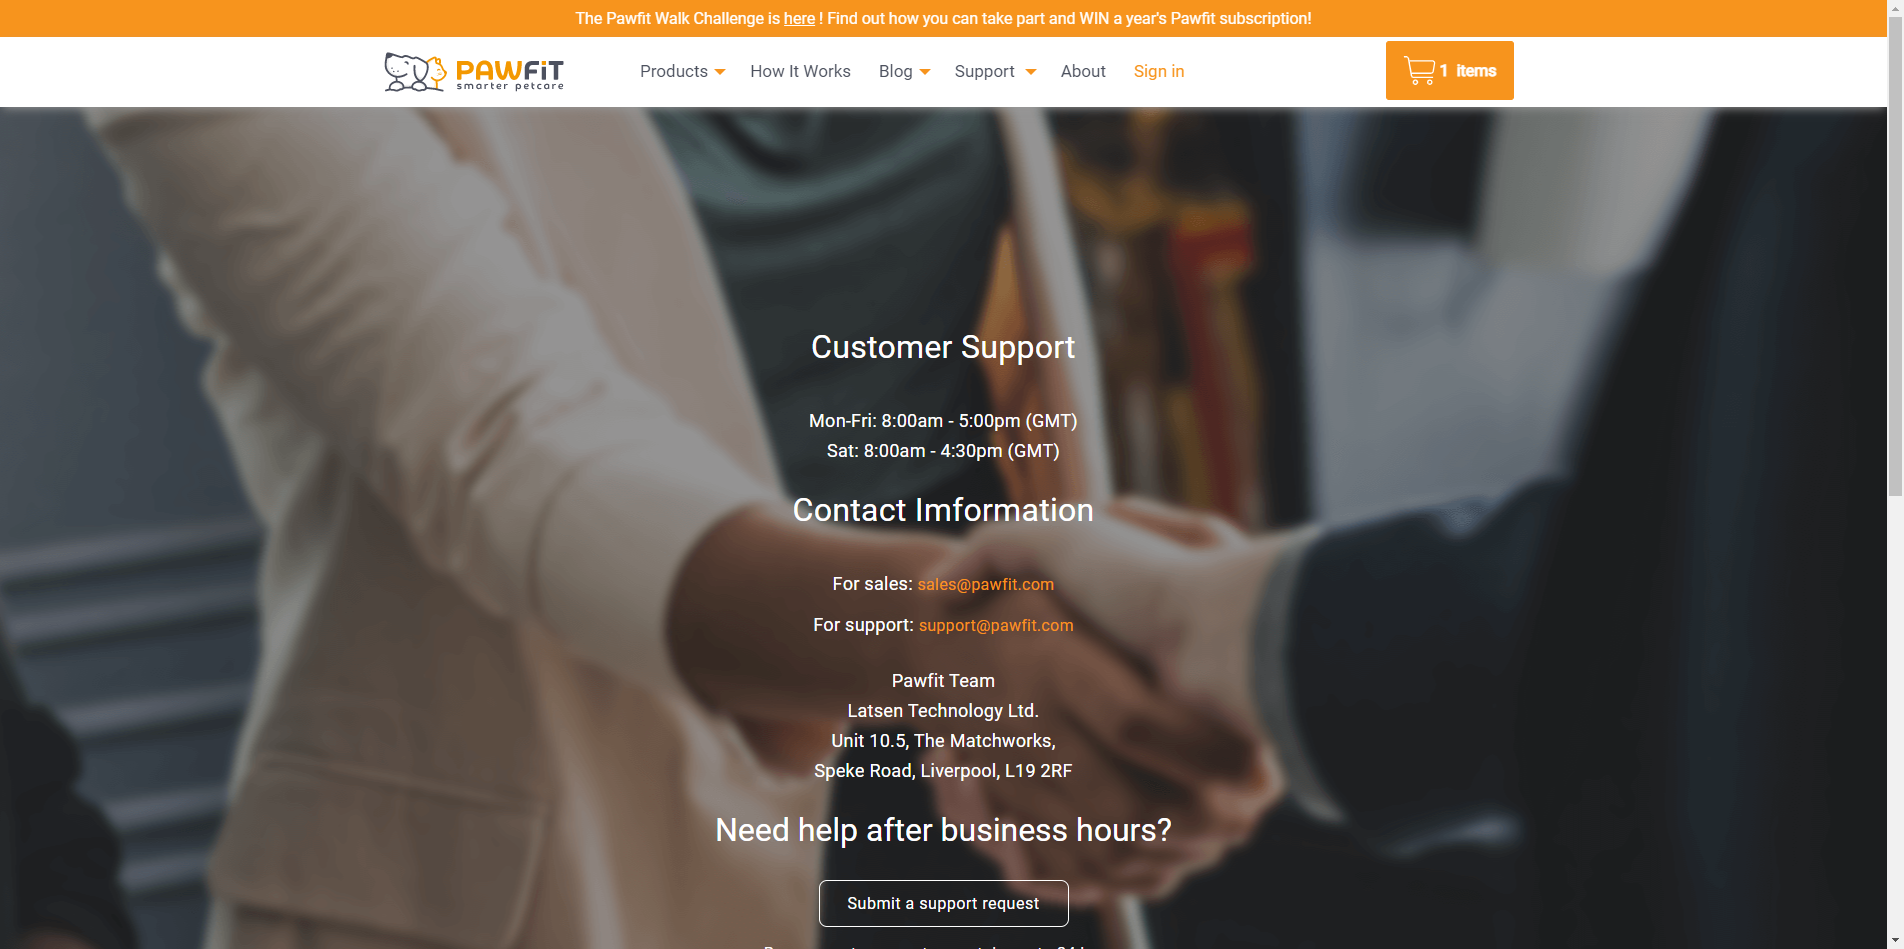 The Pawfit Walk Challenge is here ! Find out how you can take part and WIN a year's Pawfit subscription!
PAWFiT
smarter petcare
Products
How It Works
Blog
Support
About
Sign in
1 items
Customer Support
Mon-Fri: 8:00am - 5:00pm (GMT)
Sat: 8:00am - 4:30pm (GMT)
Contact Imformation
For sales: sales@pawfit.com
For support: support@pawfit.com
Pawfit Team
Latsen Technology Ltd.
Unit 10.5, The Matchworks,
Speke Road, Liverpool, L19 2RF
Need help after business hours?
Submit a support request